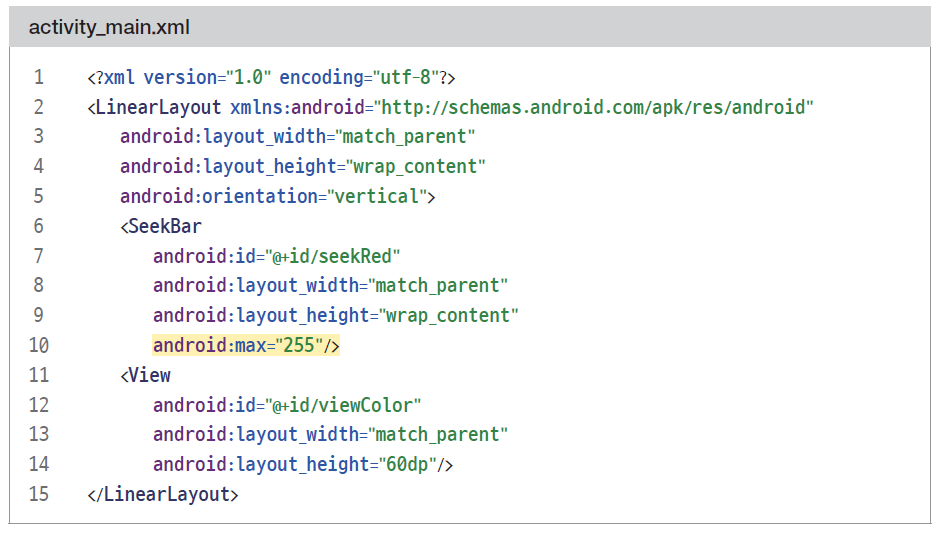 activity_main.xml
1 <?xml version="1.0" encoding="utf-8"?>
2 <LinearLayout xmlns:android="http://schemas.android.com/apk/res/android"
3 android:layout_width="match_parent"
4 android:layout_height="wrap_content"
5 android:orientation="vertical">
6 <SeekBar
7 android:id="@+id/seekRed"
8 android:layout_width="match_parent"
9 android:layout_height="wrap_content"
10 android:max="255"/>
11 <View
12 android:id="@+id/viewColor"
13 android:layout_width="match_parent"
14 android:layout_height="60dp"/>
15 </LinearLayout>